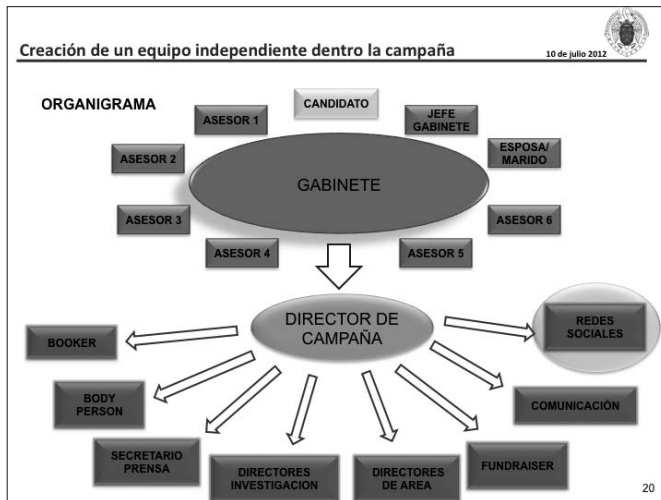 Creación de un equipo independiente dentro la campaña
10 de julio 2012
ORGANIGRAMA
CANDIDATO
ASESOR 1
JEFE
GABINETE
ASESOR 2
ESPOSA/
MARIDO
GABINETE
ASESOR 3
ASESOR 6
ASESOR 4
ASESOR 5
DIRECTOR DE
CAMPAÑA
REDES
SOCIALES
BOOKER
BODY
PERSON
COMUNICACIÓN
SECRETARIO
PRENSA
DIRECTORES
INVESTIGACION
DIRECTORES
DE AREA
FUNDRAISER
20